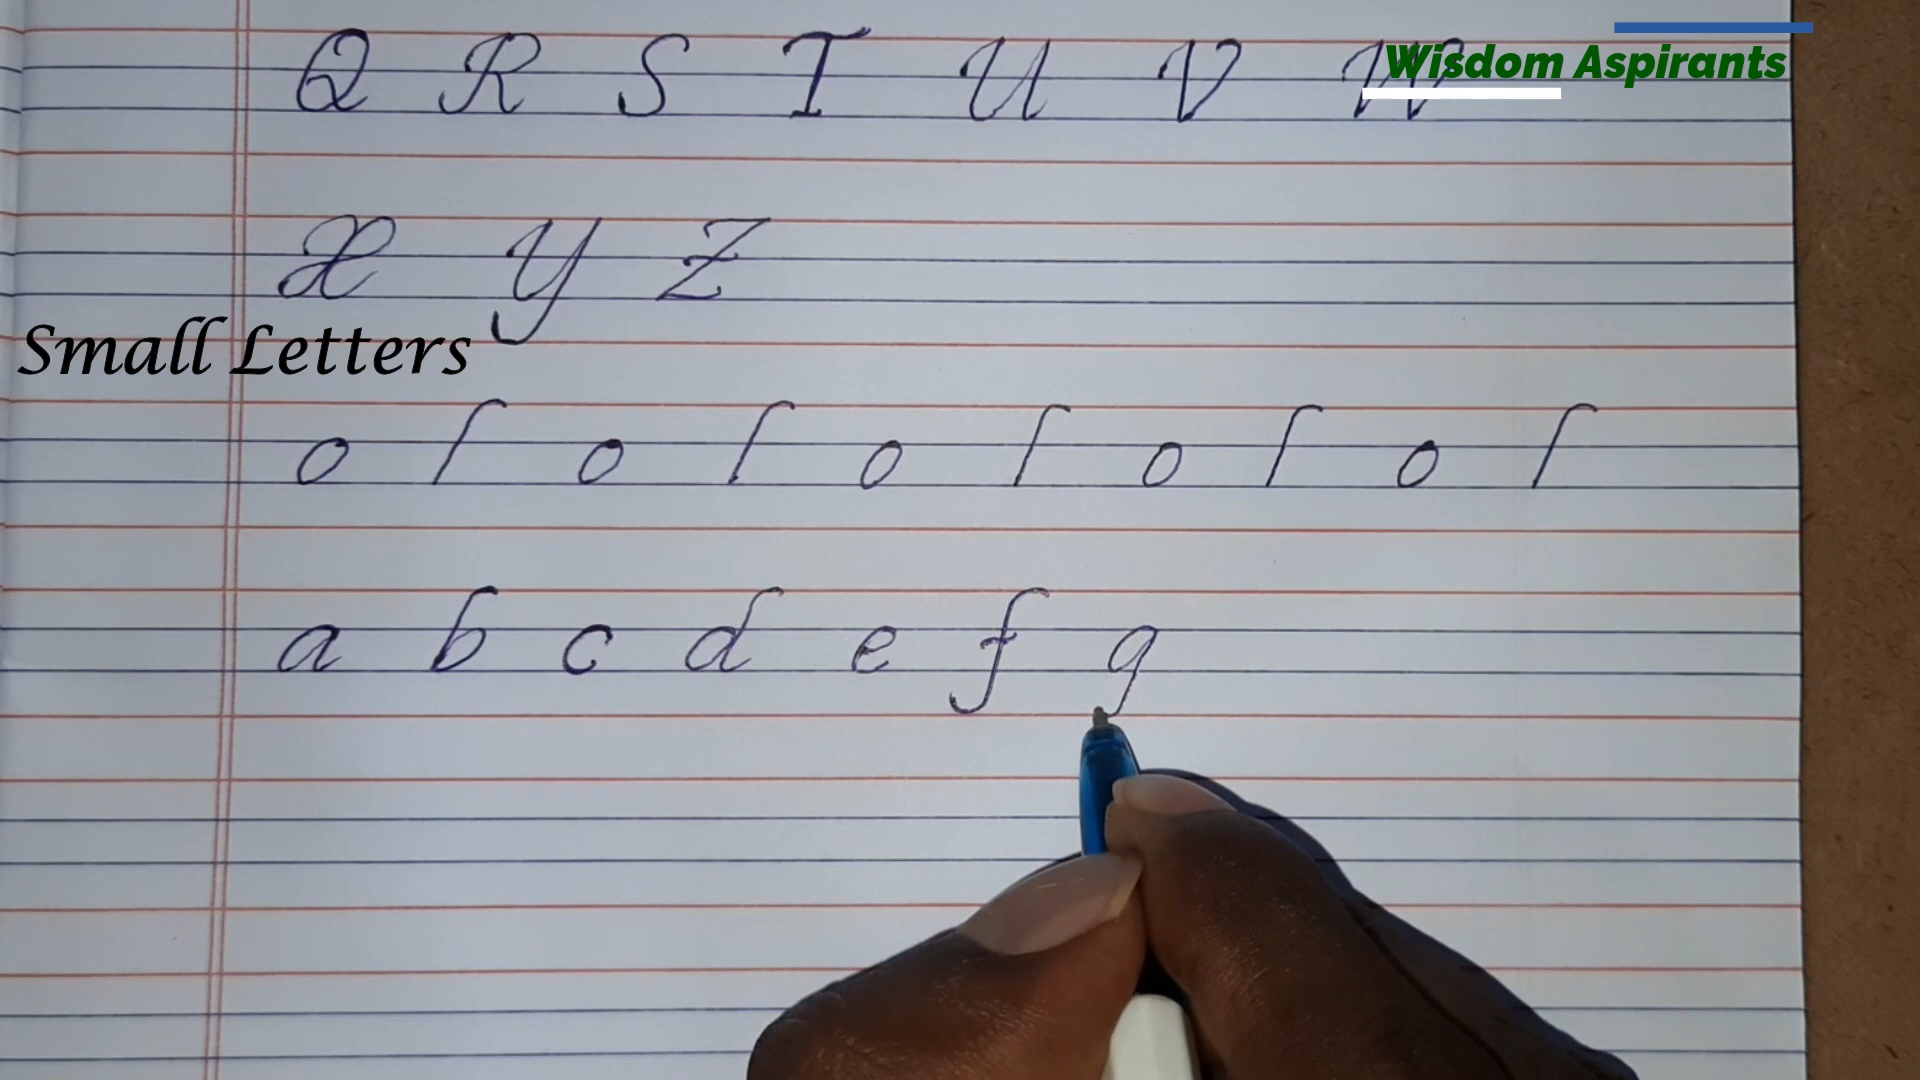 Q R S T U V W
Wisdom Aspirants
X Y Z
Small Letters
o l o l o l o l o l
a b c d e f g